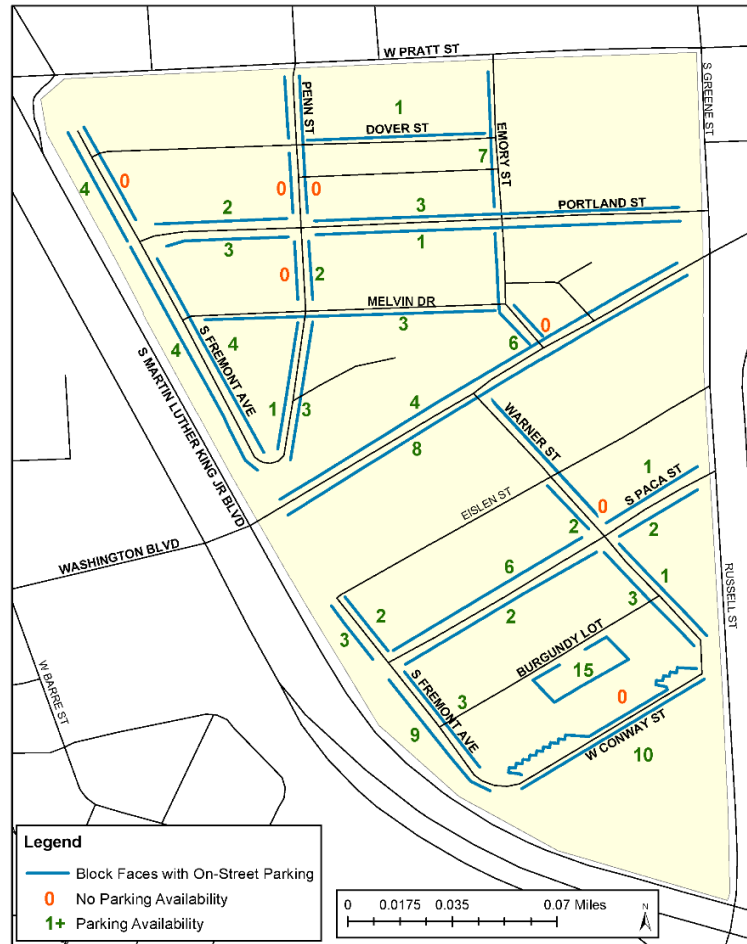 W PRATT ST
PENN ST
S GREENE ST
1
DOVER ST
EMORY ST
7
4
0
0
0
2
3
PORTLAND ST
3
1
0
2
MELVIN DR
3
0
6
S FREMONT AVE
4
4
1
3
4
8
S MARTIN LUTHER KING JR BLVD
WARNER ST
1
S PACA ST
EISLEN ST
0
2
2
WASHINGTON BLVD
6
1
RUSSELL ST
2
3
2
3
BURGUNDY LOT
15
W BARRE ST
S FREMONT AVE
3
0
9
W CONWAY ST
10
Legend
Block Faces with On-Street Parking
0 No Parking Availability
1+ Parking Availability
0 0.0175 0.035 0.07 Miles
N